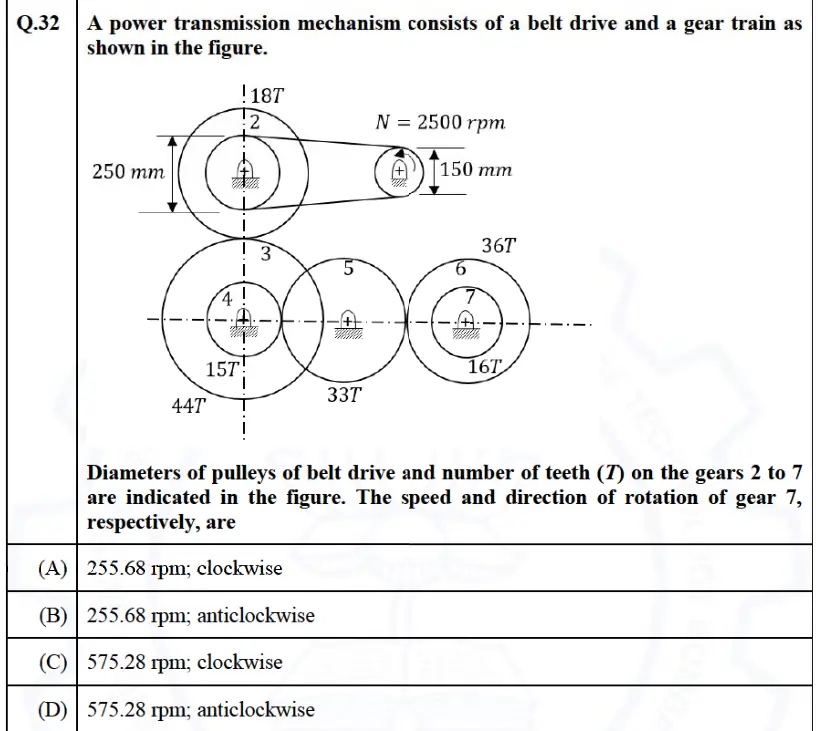 Q.32 A power transmission mechanism consists of a belt drive and a gear train as
shown in the figure.
18T
2
N = 2500 rpm
250 mm
150 mm
3
36T
5
6
4
7
15T
16T
33T
44T
Diameters of pulleys of belt drive and number of teeth (T) on the gears 2 to 7
are indicated in the figure. The speed and direction of rotation of gear 7,
respectively, are
(A) 255.68 rpm; clockwise
(B) 255.68 rpm; anticlockwise
(C) 575.28 rpm; clockwise
(D) 575.28 rpm; anticlockwise